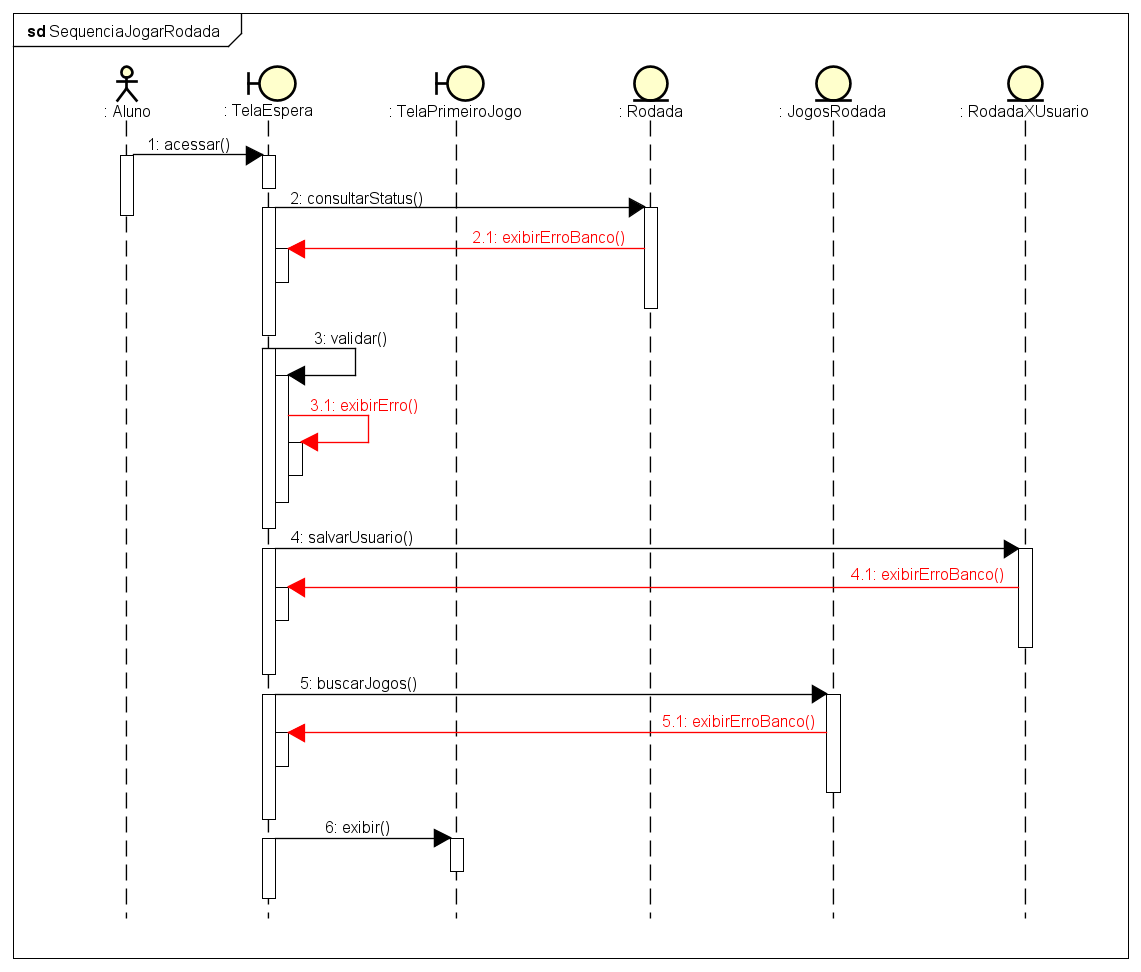 sd SequenciaJogarRodada
: Aluno
: TelaEspera
: TelaPrimeiroJogo
: Rodada
: JogosRodada
: RodadaXUsuario
1: acessar()
2: consultarStatus()
2.1: exibirErroBanco()
3: validar()
3.1: exibirErro()
4: salvarUsuario()
4.1: exibirErroBanco()
5: buscarJogos()
5.1: exibirErroBanco()
6: exibir()